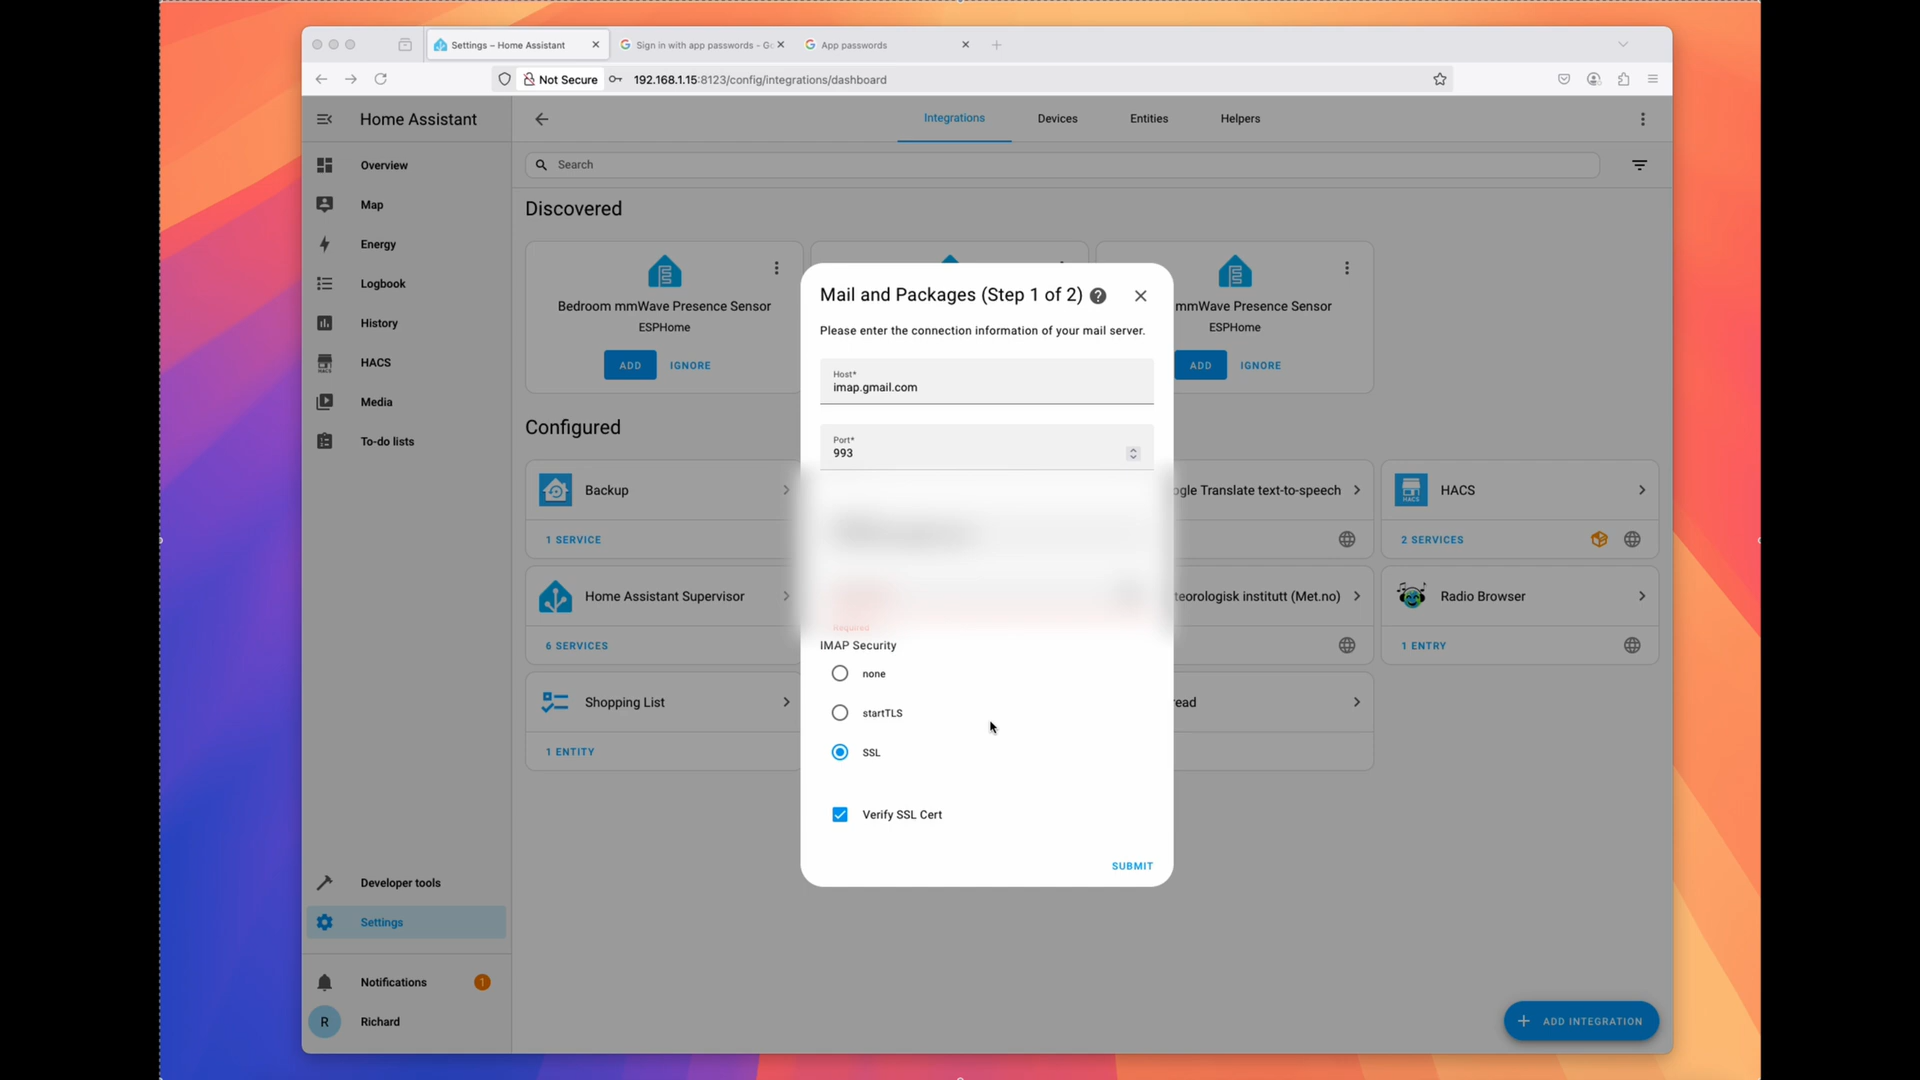 Settings – Home Assistant
Sign in with app passwords - Go
App passwords
Not Secure
192.168.1.15:8123/config/integrations/dashboard
Home Assistant
Integrations
Devices
Entities
Helpers
Search
Overview
Map
Energy
Logbook
History
HACS
Media
To-do lists
Developer tools
Settings
Notifications
1
R
Richard
Discovered
Bedroom mmWave Presence Sensor
ESPHome
ADD
IGNORE
mmWave Presence Sensor
ESPHome
ADD
IGNORE
Configured
Backup
1 SERVICE
gle Translate text-to-speech
HACS
HACS
2 SERVICES
Home Assistant Supervisor
6 SERVICES
teorologisk institutt (Met.no)
Radio Browser
1 ENTRY
Shopping List
1 ENTITY
read
Mail and Packages (Step 1 of 2)
Please enter the connection information of your mail server.
Host*
imap.gmail.com
Port*
993
Required
IMAP Security
none
startTLS
SSL
Verify SSL Cert
SUBMIT
ADD INTEGRATION